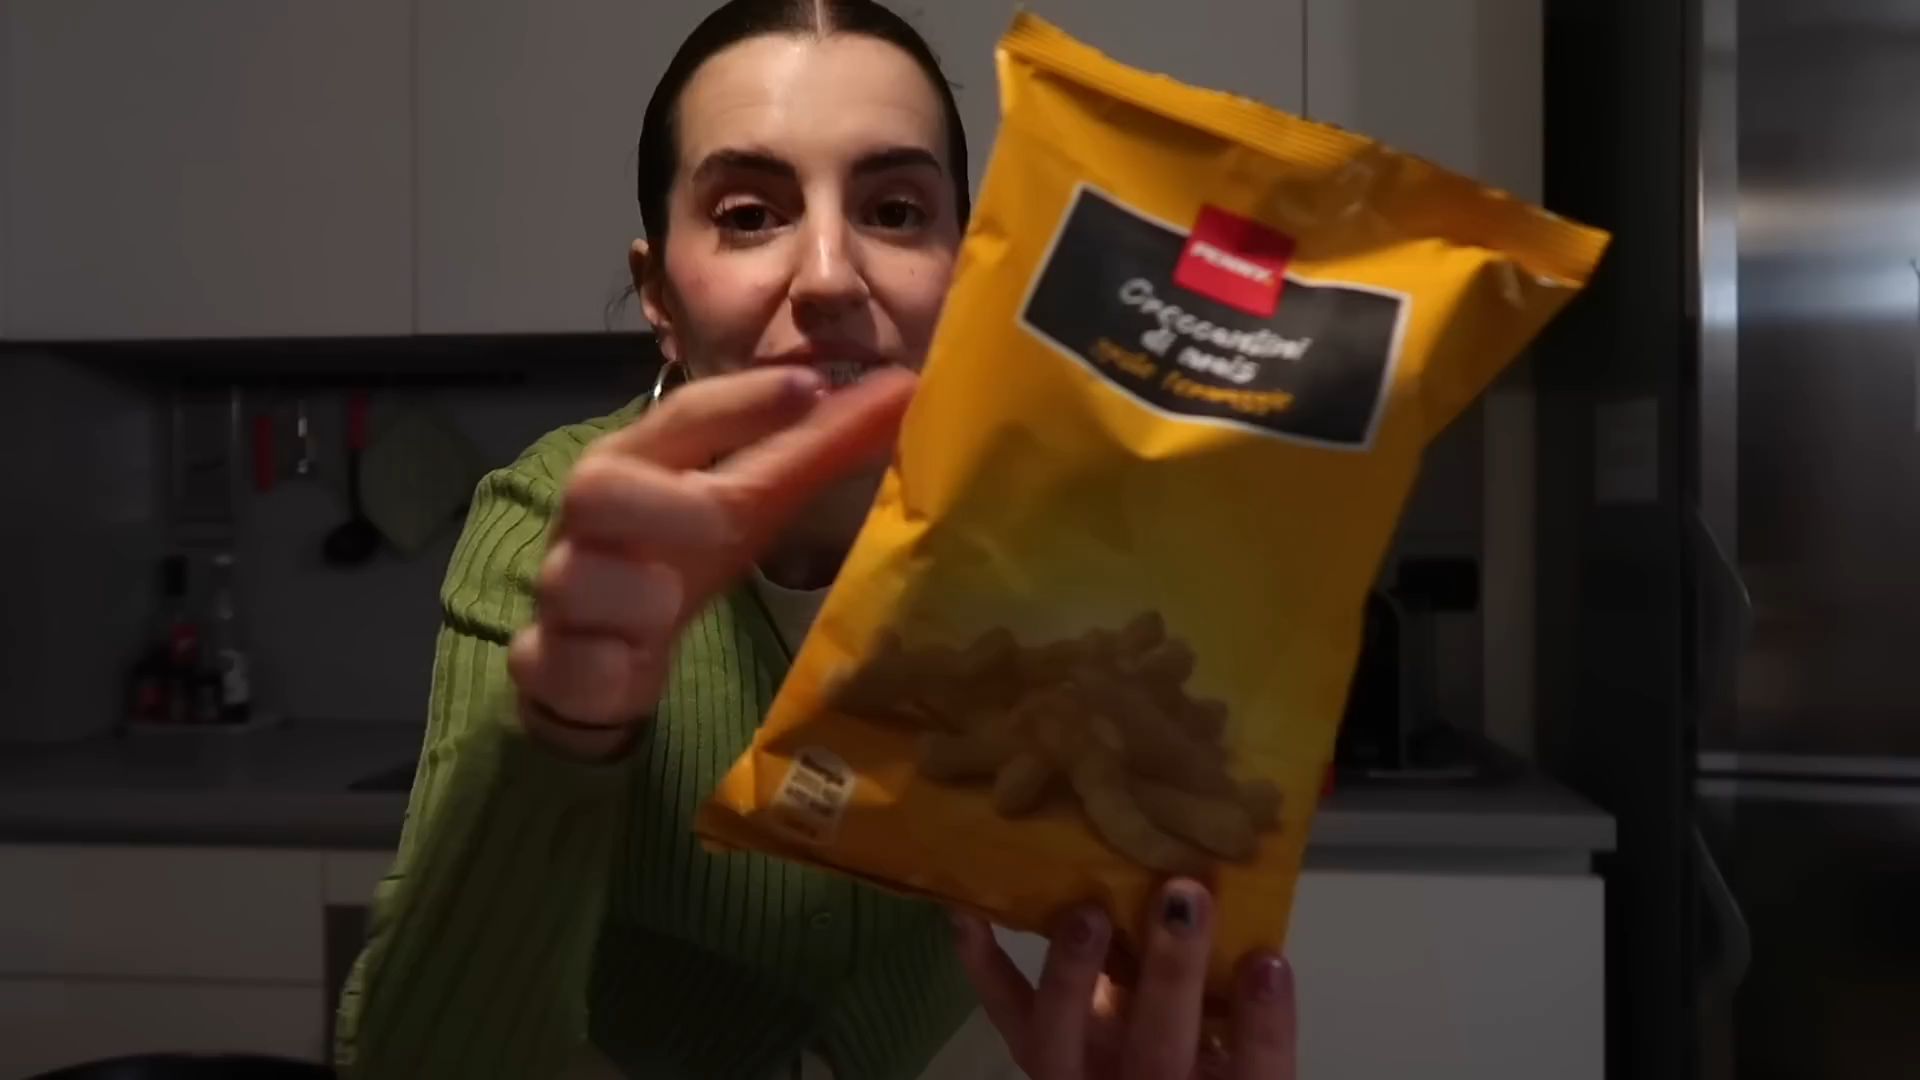 PENNY.
Croccantini
di mais
gusto formaggio